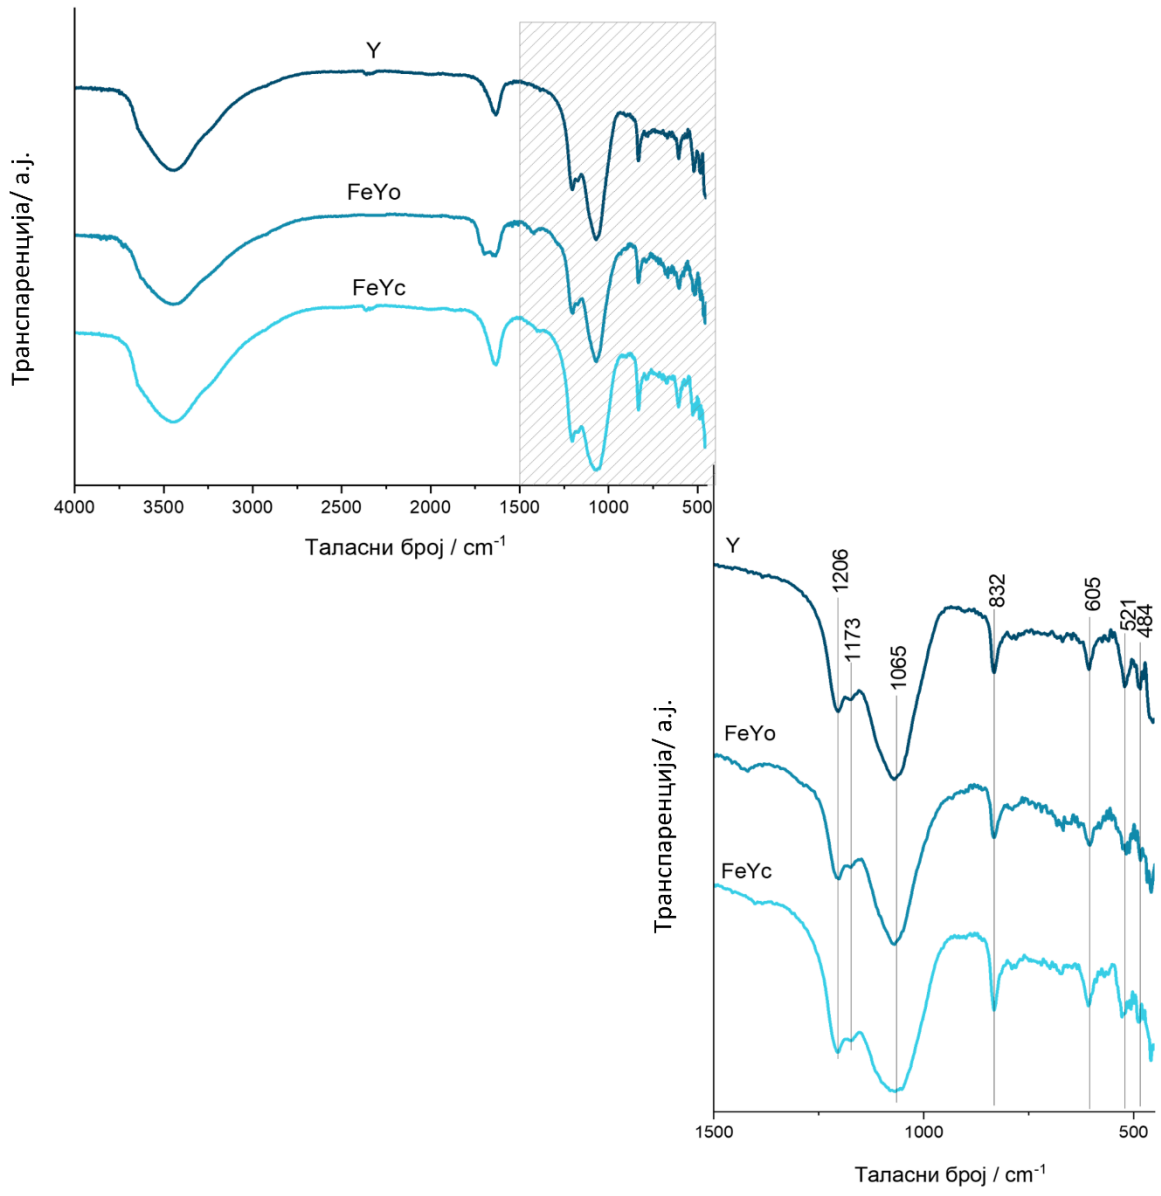 Y
FeYo
FeYc
Транспаренција/ a.j.
4000 3500 3000 2500 2000 1500 1000 500
Таласни број / cm-1
Y
1206
1173
1065
832
605
521
484
FeYo
FeYc
Транспаренција/ a.j.
1500 1000 500
Таласни број / cm-1